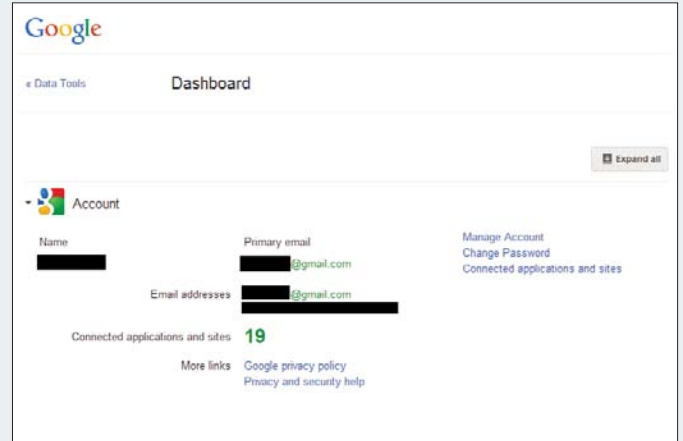 Google
« Data Tools
Dashboard
Expand all
Account
Name
Primary email
@gmail.com
Manage Account
Change Password
Connected applications and sites
Email addresses
@gmail.com
Connected applications and sites 19
More links
Google privacy policy
Privacy and security help